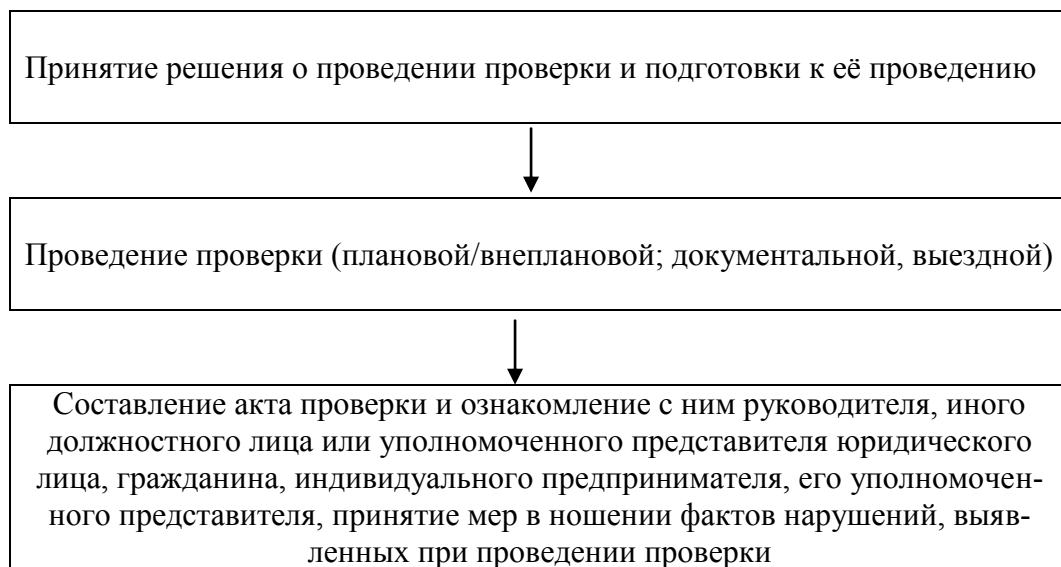 Принятие решения о проведении проверки и подготовки к её проведению
Проведение проверки (плановой/внеплановой; документальной, выездной)
Составление акта проверки и ознакомление с ним руководителя, иного
должностного лица или уполномоченного представителя юридического
лица, гражданина, индивидуального предпринимателя, его уполномочен-
ного представителя, принятие мер в ношении фактов нарушений, выяв-
ленных при проведении проверки